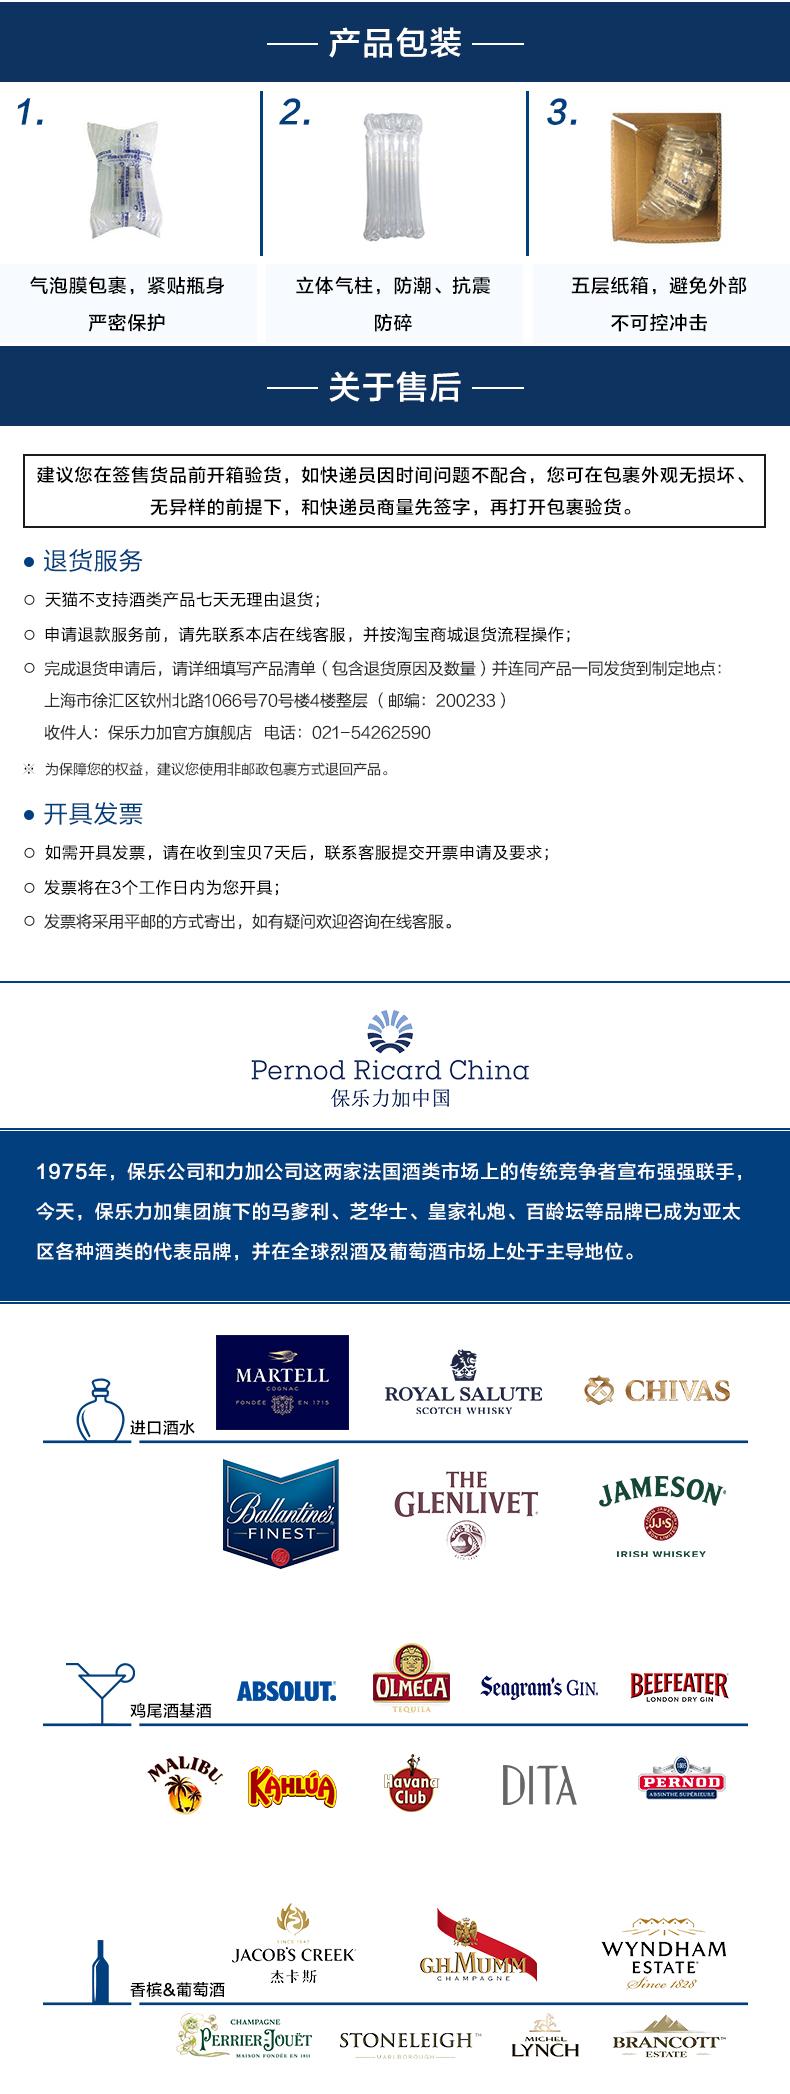 产品包装
1.
2.
3.
气泡膜包裹，紧贴瓶身
严密保护
立体气柱，防潮、抗震
防碎
五层纸箱，避免外部
不可控冲击
关于售后
建议您在签售货品前开箱验货，如快递员因时间问题不配合，您可在包裹外观无损坏、
无异样的前提下，和快递员商量先签字，再打开包裹验货。
退货服务
天猫不支持酒类产品七天无理由退货；
申请退款服务前，请先联系本店在线客服，并按淘宝商城退货流程操作；
完成退货申请后，请详细填写产品清单（包含退货原因及数量）并连同产品一同发货到制定地点：
上海市徐汇区钦州北路1066号70号楼4楼整层（邮编：200233）
收件人：保乐力加官方旗舰店 电话：021-54262590
※ 为保障您的权益，建议您使用非邮政包裹方式退回产品。
开具发票
如需开具发票，请在收到宝贝7天后，联系客服提交开票申请及要求；
发票将在3个工作日内为您开具；
发票将采用平邮的方式寄出，如有疑问欢迎咨询在线客服。
Pernod Ricard China
保乐力加中国
1975年，保乐公司和力加公司这两家法国酒类市场上的传统竞争者宣布强强联手，
今天，保乐力加集团旗下的马爹利、芝华士、皇家礼炮、百龄坛等品牌已成为亚太
区各种酒类的代表品牌，并在全球烈酒及葡萄酒市场上处于主导地位。
进口酒水
MARTELL
COGNAC
FONDÉE EN 1715
ROYAL SALUTE
SCOTCH WHISKY
CHIVAS
Ballantine's
FINEST
THE
GLENLIVET
JAMESON
JJ&S
IRISH WHISKEY
鸡尾酒基酒
ABSOLUT.
OLMECA
TEQUILA
Seagram's GIN.
BEEFEATER
LONDON DRY GIN
MALIBU
KAHLÚA
Havana
Club
DITA
1805
PERNOD
ABSINTHE SUPÉRIEURE
香槟&葡萄酒
SINCE 1847
JACOB'S CREEK
杰卡斯
G.H.MUMM
CHAMPAGNE
WYNDHAM
ESTATE
Since 1828
CHAMPAGNE
PERRIER-JOUËT
MAISON FONDÉE EN 1811
STONELEIGH™
MARLBOROUGH
MICHEL
LYNCH
BRANCOTT™
ESTATE